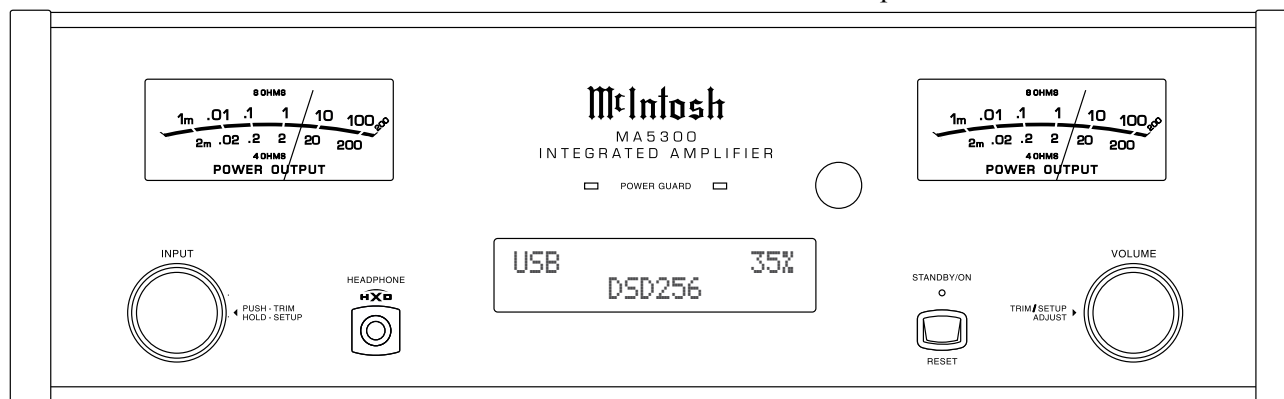 8 OHMS
1m .01 .1 1 10 100 200
2m .02 .2 2 20 200
4 OHMS
POWER OUTPUT
McIntosh
MA5300
INTEGRATED AMPLIFIER
POWER GUARD
8 OHMS
1m .01 .1 1 10 100 200
2m .02 .2 2 20 200
4 OHMS
POWER OUTPUT
INPUT
PUSH - TRIM
HOLD - SETUP
HEADPHONE
HXD
USB 35%
DSD256
STANDBY/ON
RESET
VOLUME
TRIM/SETUP
ADJUST